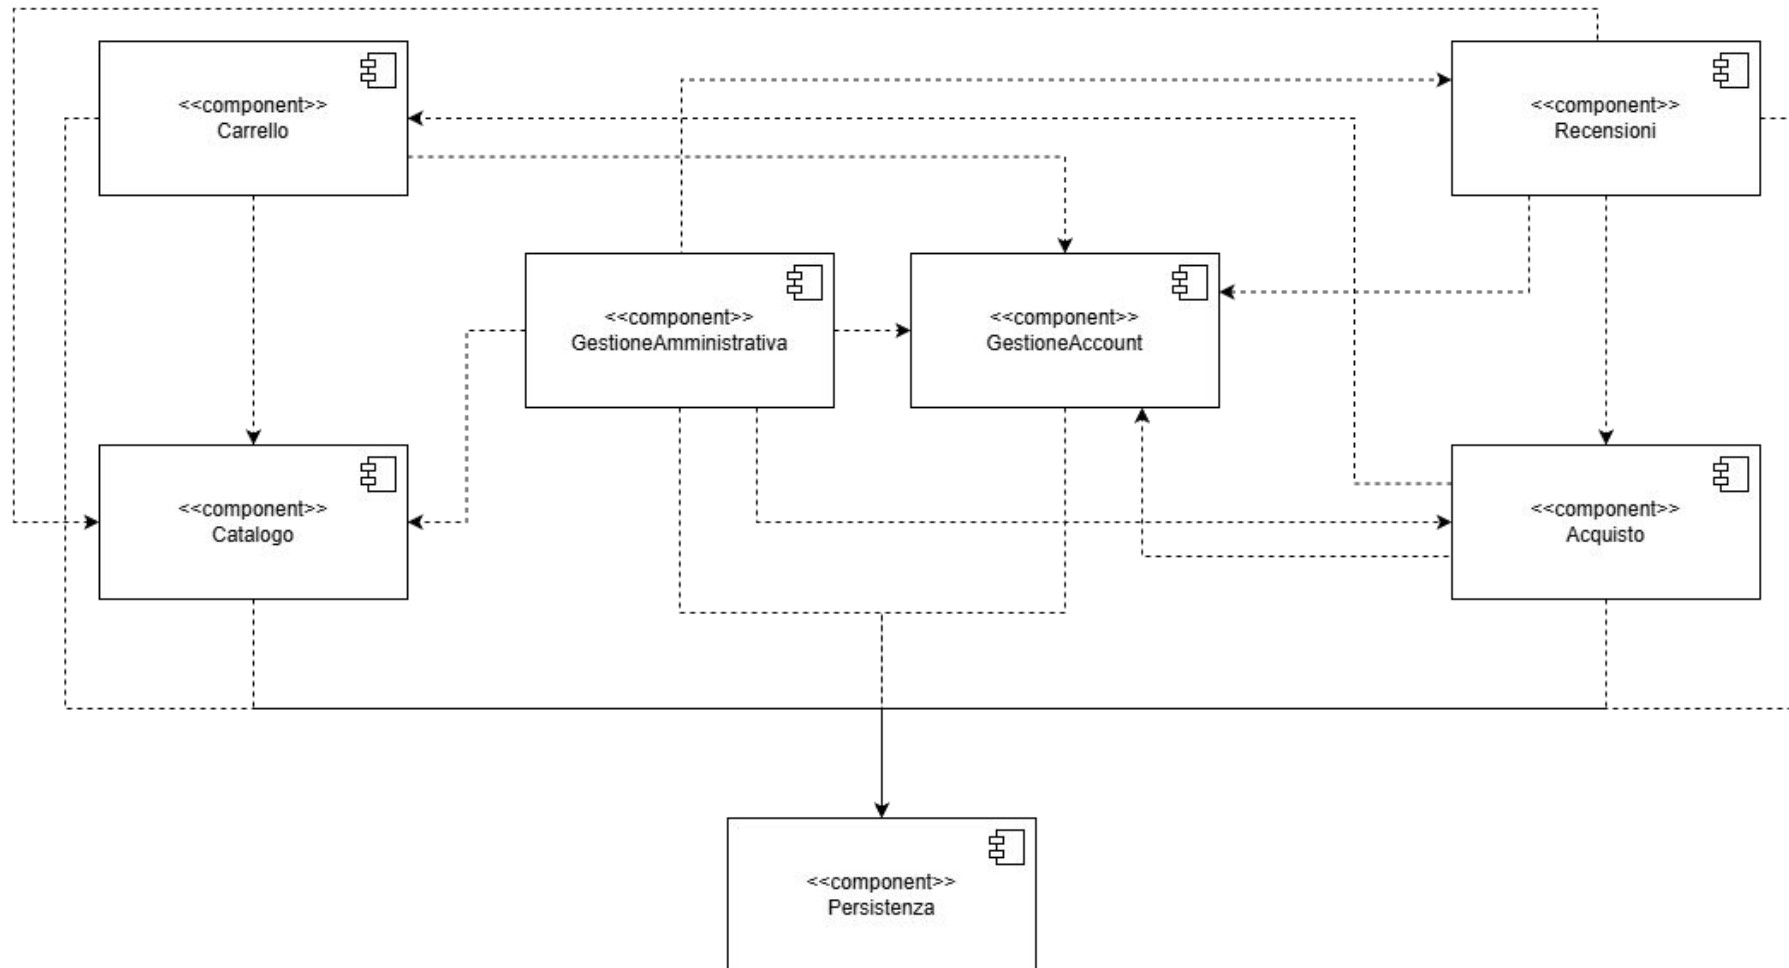 <<component>>
Carrello
<<component>>
Recensioni
<<component>>
GestioneAmministrativa
<<component>>
GestioneAccount
<<component>>
Catalogo
<<component>>
Acquisto
<<component>>
Persistenza